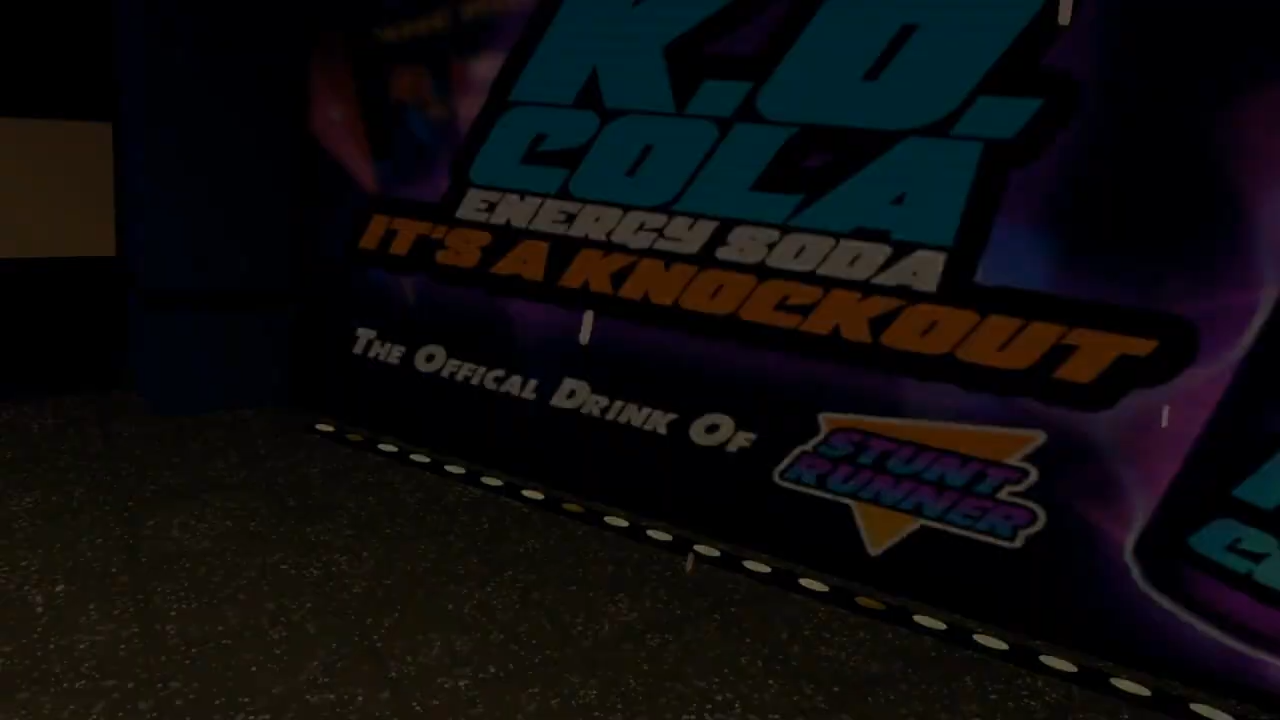 K.O.
COLA
ENERGY SODA
IT'S A KNOCKOUT
THE OFFICAL DRINK OF
STUNT
RUNNER